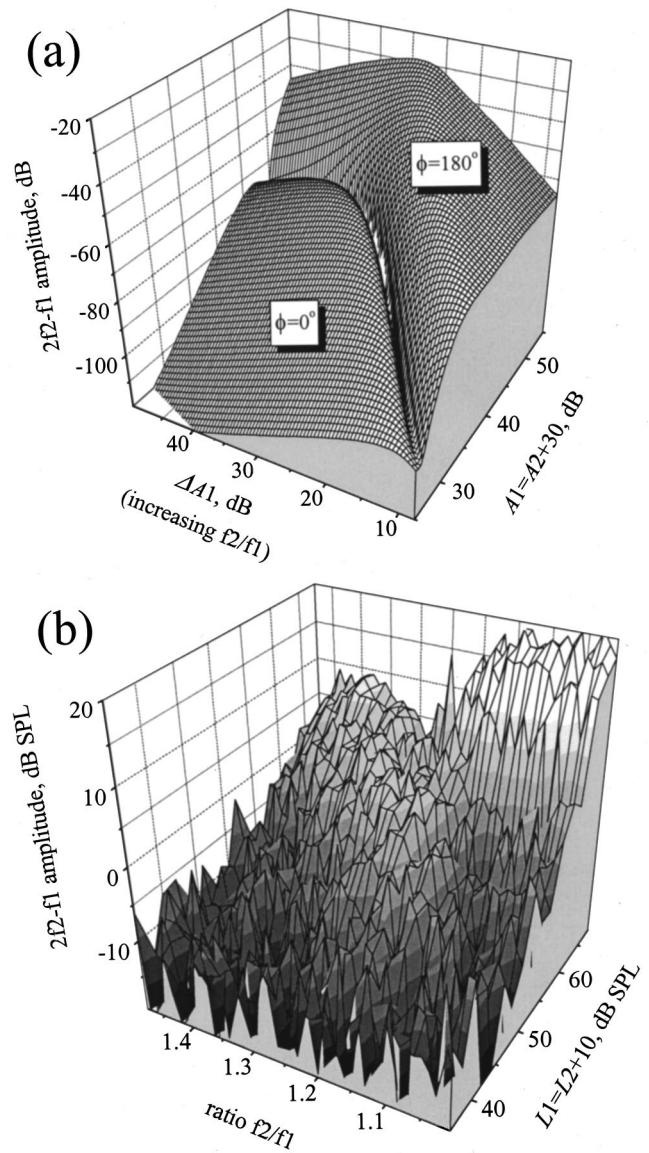 (a)
-20
-40
-60
-80
-100
2f2-f1 amplitude, dB
ϕ=180°
ϕ=0°
40
30
20
10
ΔA1, dB
(increasing f2/f1)
30
40
50
A1=A2+30, dB
(b)
20
10
0
-10
2f2-f1 amplitude, dB SPL
1.4
1.3
1.2
1.1
ratio f2/f1
40
50
60
L1=L2+10, dB SPL